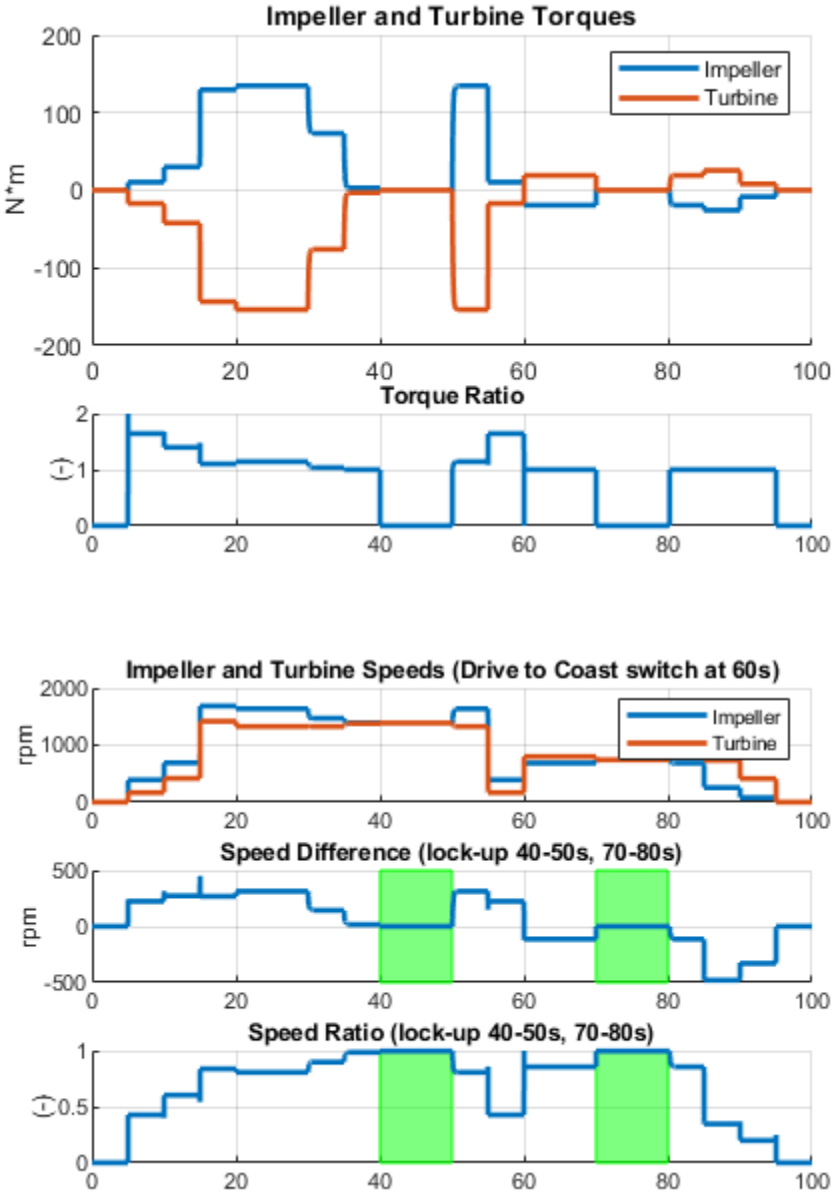 Impeller and Turbine Torques
200
100
0
-100
-200
N*m
Impeller
Turbine
0 20 40 60 80 100
Torque Ratio
2
1
0
(-)
0 20 40 60 80 100
Impeller and Turbine Speeds (Drive to Coast switch at 60s)
2000
1000
0
rpm
Impeller
Turbine
0 20 40 60 80 100
Speed Difference (lock-up 40-50s, 70-80s)
500
0
-500
rpm
0 20 40 60 80 100
Speed Ratio (lock-up 40-50s, 70-80s)
1
0.5
0
(-)
0 20 40 60 80 100